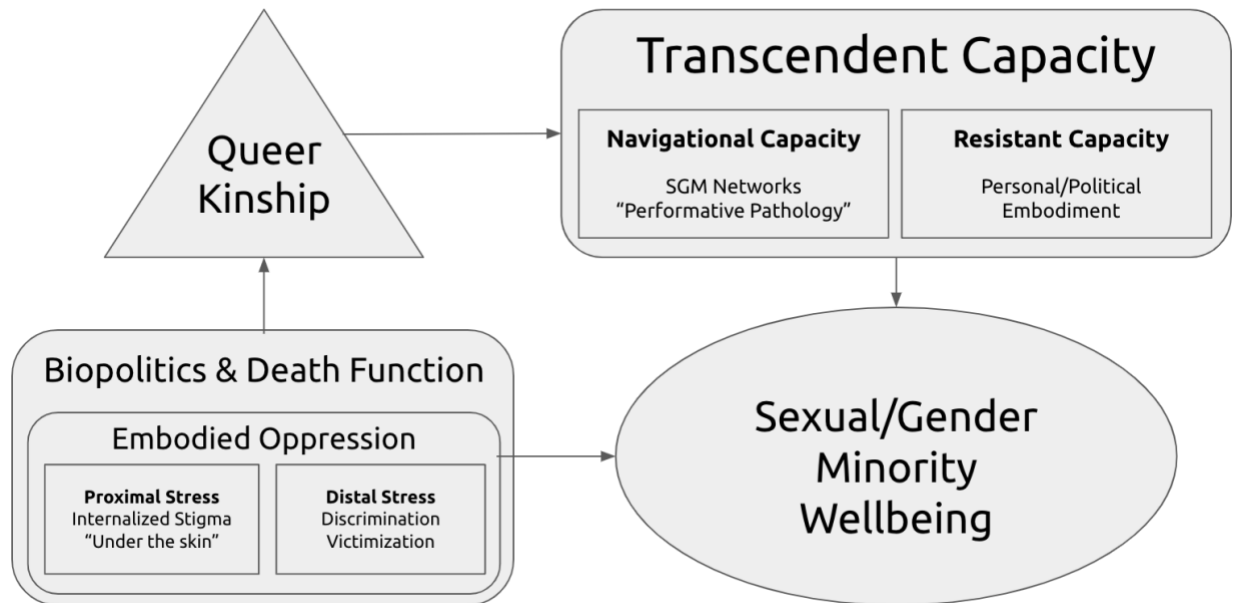 Queer
Kinship
Transcendent Capacity
Navigational Capacity
SGM Networks
“Performative Pathology”
Resistant Capacity
Personal/Political
Embodiment
Biopolitics & Death Function
Embodied Oppression
Proximal Stress
Internalized Stigma
“Under the skin”
Distal Stress
Discrimination
Victimization
Sexual/Gender
Minority
Wellbeing